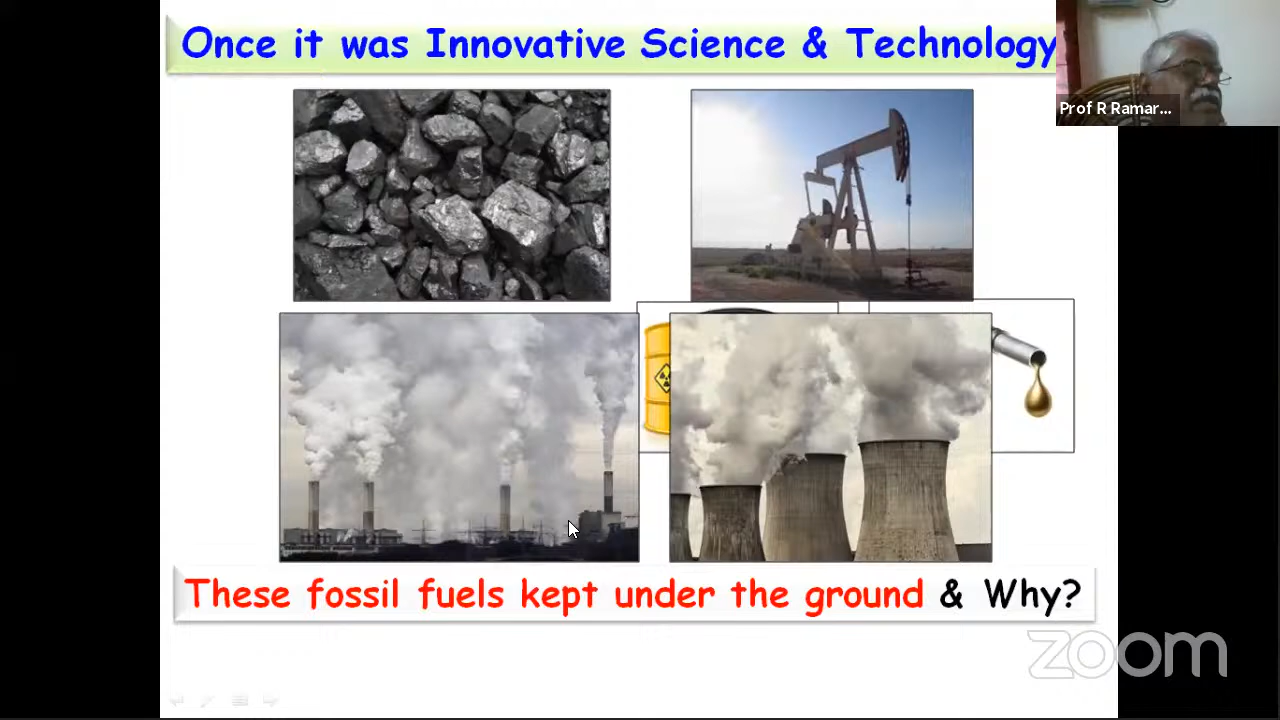 Once it was Innovative Science & Technology
Prof R Ramar...
These fossil fuels kept under the ground & Why?
zoom